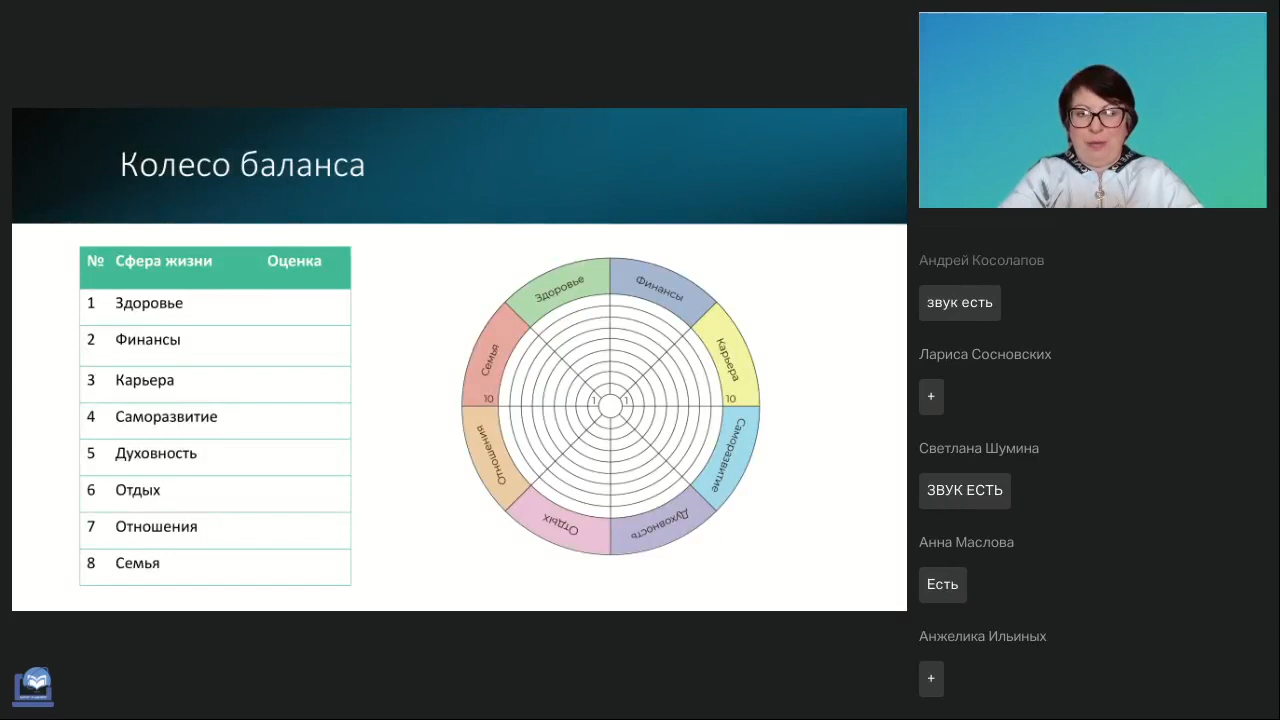 Колесо баланса
№ Сфера жизни Оценка
1 Здоровье
2 Финансы
3 Карьера
4 Саморазвитие
5 Духовность
6 Отдых
7 Отношения
8 Семья
Здоровье
Финансы
Карьера
Саморазвитие
Духовность
Отдых
Отношения
Семья
10 1 1 10
Андрей Косолапов
звук есть
Лариса Сосновских
+
Светлана Шумина
ЗВУК ЕСТЬ
Анна Маслова
Есть
Анжелика Ильиных
+